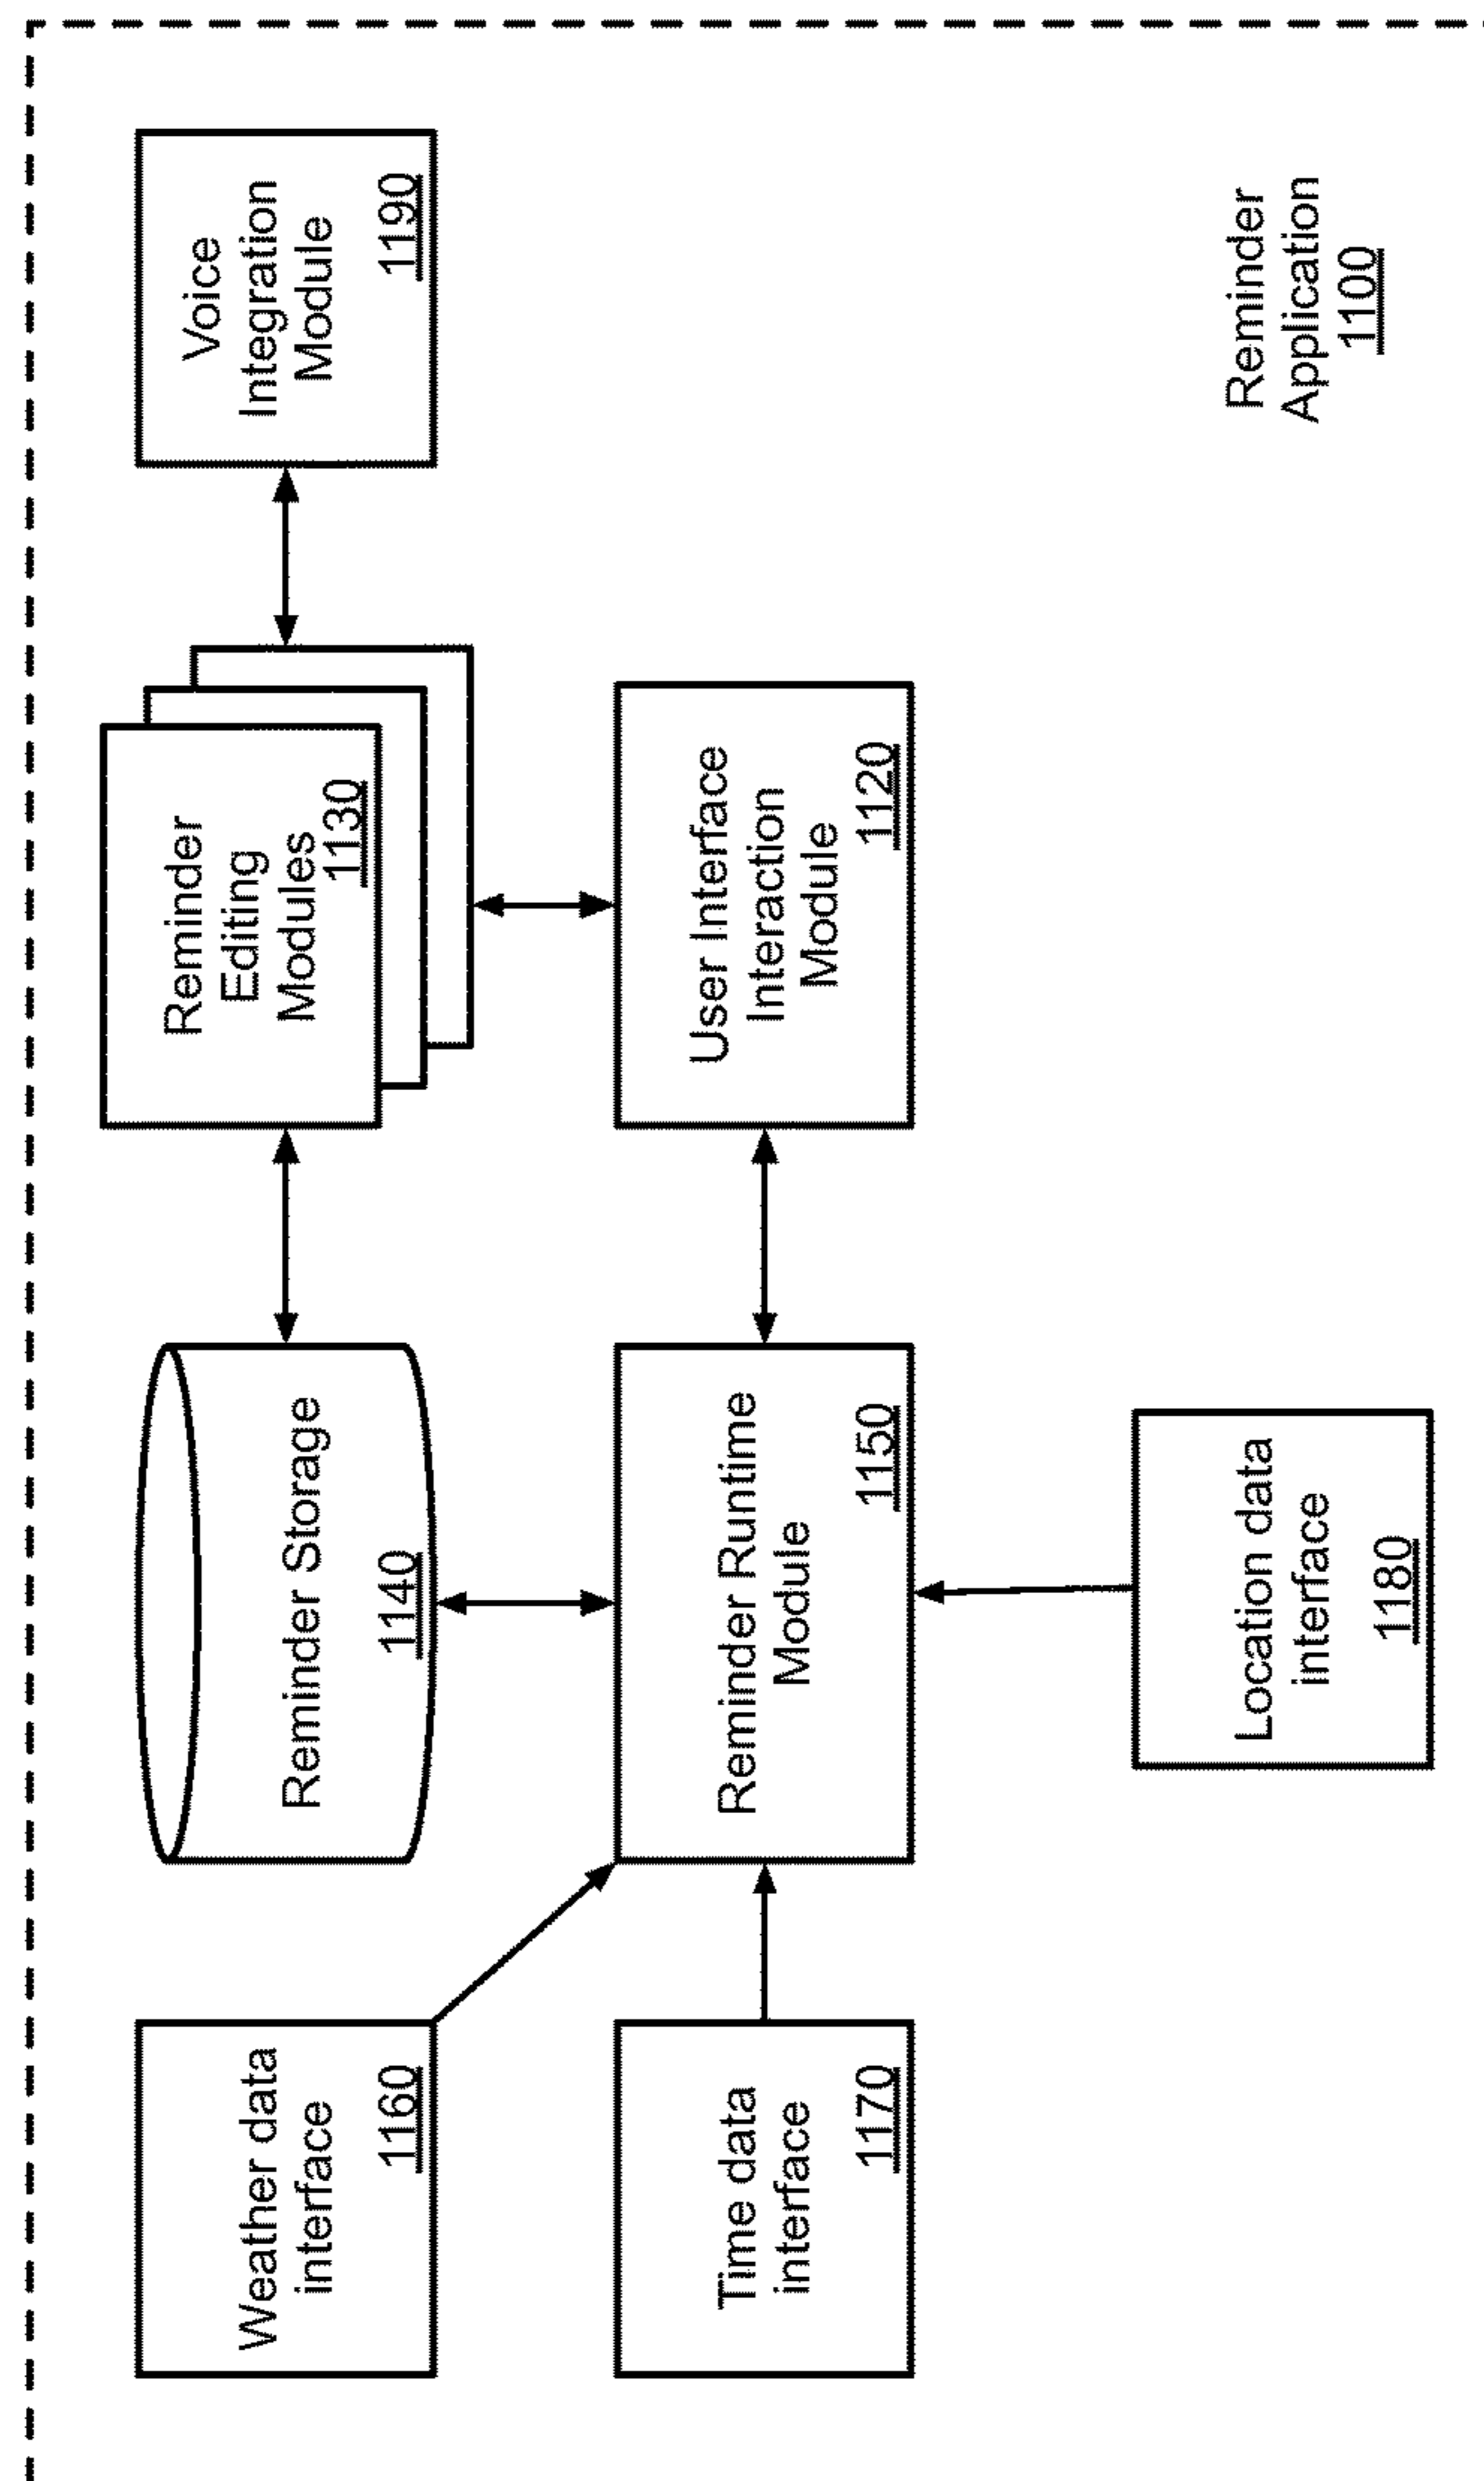 Weather data
interface
1160
Reminder Storage
1140
Reminder
Editing
Modules
1130
Voice
Integration
Module
1190
Time data
interface
1170
Reminder Runtime
Module
1150
User Interface
Interaction
Module
1120
Location data
interface
1180
Reminder
Application
1100